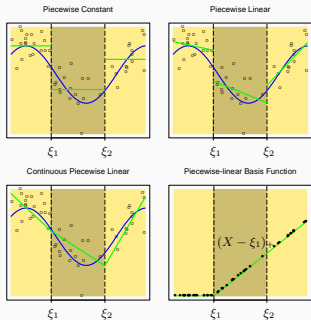 Piecewise Constant
Piecewise Linear
ξ₁ ξ₂
ξ₁ ξ₂
Continuous Piecewise Linear
Piecewise-linear Basis Function
(X − ξ₁)₊
ξ₁ ξ₂
ξ₁ ξ₂